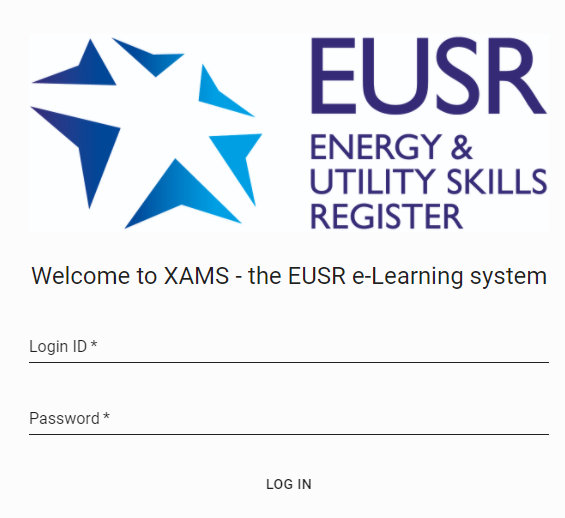 EUSR
ENERGY &
UTILITY SKILLS
REGISTER
Welcome to XAMS - the EUSR e-Learning system
Login ID *
Password *
LOG IN